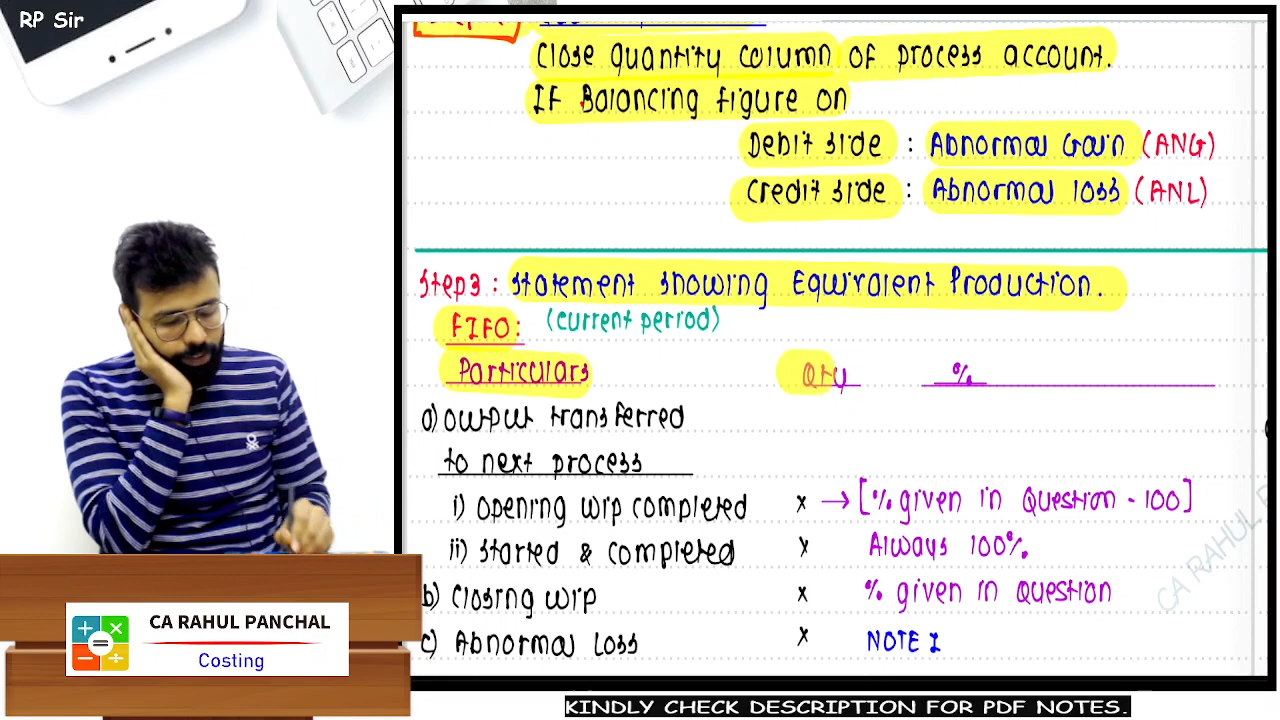 RP Sir
Close quantity column of process account.
If Balancing figure on
Debit side : Abnormal Gain (ANG)
Credit side : Abnormal loss (ANL)
Step3 : Statement showing Equivalent Production.
FIFO: (current period)
Particulars Qty %
a) Output transferred
to next process
i) Opening wip completed x → [% given in Question - 100]
ii) Started & completed x Always 100%
b) Closing wip x % given in Question
c) Abnormal Loss x NOTE 1
CA RAHUL
CA RAHUL PANCHAL
Costing
KINDLY CHECK DESCRIPTION FOR PDF NOTES.